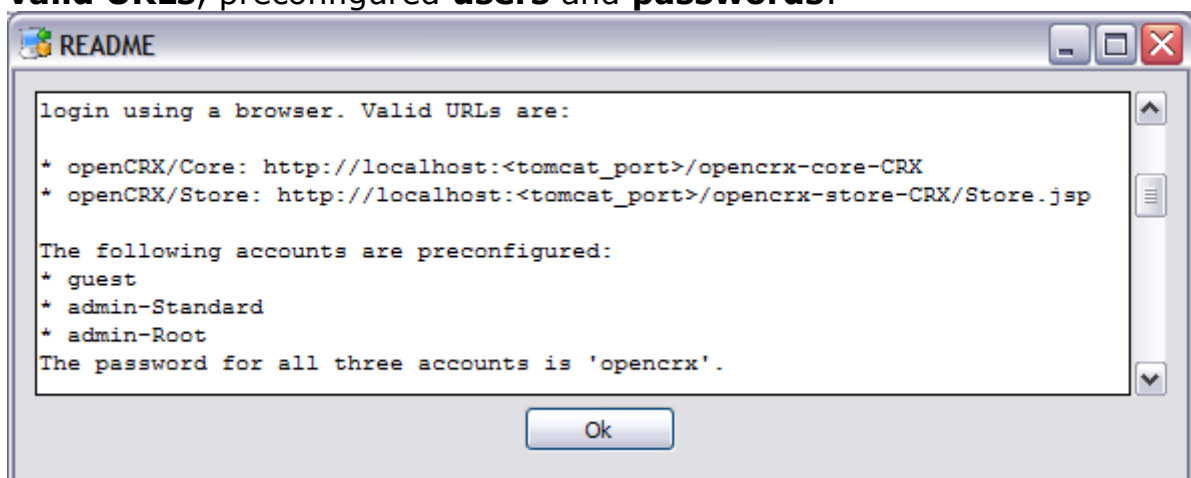 valid URLs, preconfigured users and passwords.
README
login using a browser. Valid URLs are:
* openCRX/Core: http://localhost:<tomcat_port>/opencrx-core-CRX
* openCRX/Store: http://localhost:<tomcat_port>/opencrx-store-CRX/Store.jsp
The following accounts are preconfigured:
* guest
* admin-Standard
* admin-Root
The password for all three accounts is 'opencrx'.
Ok